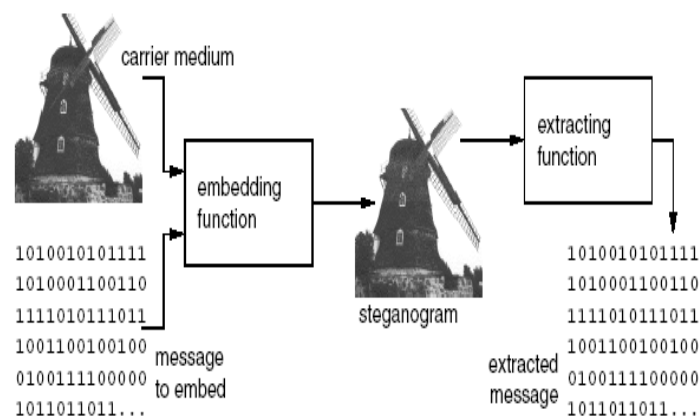 carrier medium
embedding
function
extracting
function
steganogram
1010010101111
1010001100110
1111010111011
1001100100100
0100111100000
1011011011...
message
to embed
extracted
message
1010010101111
1010001100110
1111010111011
1001100100100
0100111100000
1011011011...